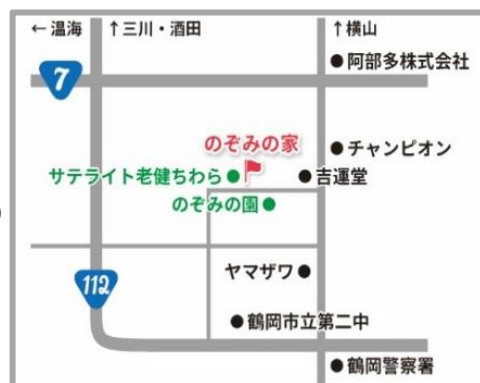 ← 温海 ↑三川・酒田 ↑横山
●阿部多株式会社
7
のぞみの家 ●チャンピオン
サテライト老健ちわら● ●吉運堂
のぞみの園●
ヤマザワ●
112
●鶴岡市立第二中
●鶴岡警察署